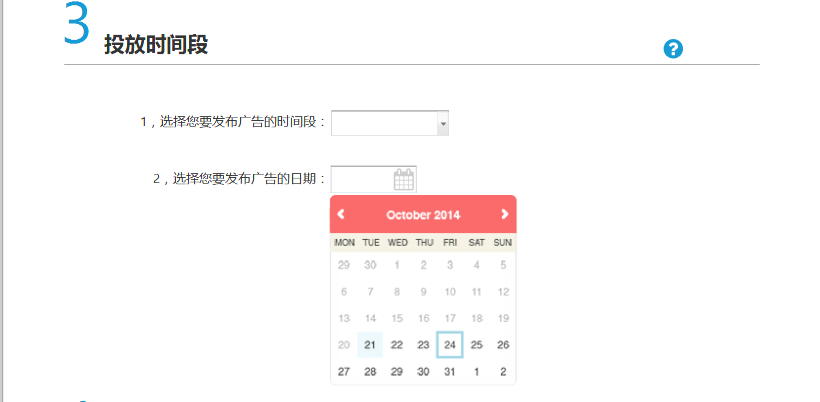 3
投放时间段
?
1，选择您要发布广告的时间段：
2，选择您要发布广告的日期：
October 2014
MON TUE WED THU FRI SAT SUN
29 30 1 2 3 4 5
6 7 8 9 10 11 12
13 14 15 16 17 18 19
20 21 22 23 24 25 26
27 28 29 30 31 1 2